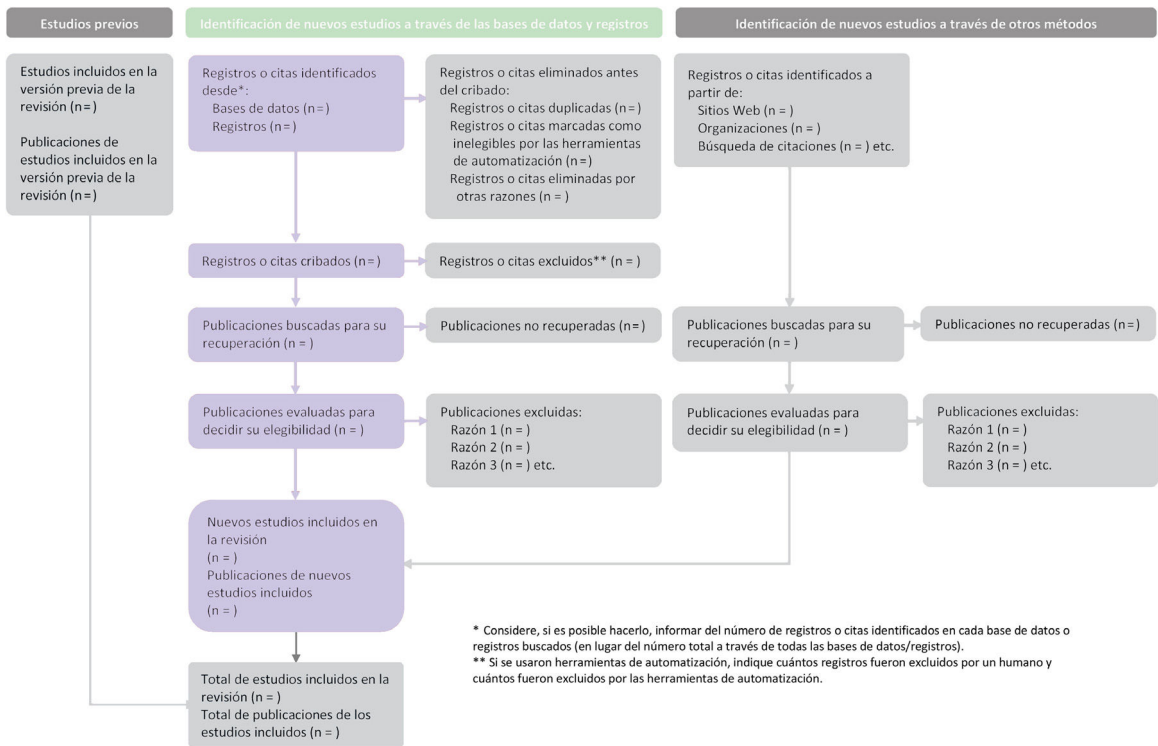 Estudios previos
Identificación de nuevos estudios a través de las bases de datos y registros
Identificación de nuevos estudios a través de otros métodos
Estudios incluidos en la
versión previa de la
revisión (n = )
Publicaciones de
estudios incluidos en la
versión previa de la
revisión (n = )
Registros o citas identificados
desde*:
Bases de datos (n = )
Registros (n = )
Registros o citas eliminados antes
del cribado:
Registros o citas duplicadas (n = )
Registros o citas marcadas como
inelegibles por las herramientas
de automatización (n = )
Registros o citas eliminadas por
otras razones (n = )
Registros o citas identificados a
partir de:
Sitios Web (n = )
Organizaciones (n = )
Búsqueda de citaciones (n = ) etc.
Registros o citas cribados (n = )
Registros o citas excluidos** (n = )
Publicaciones buscadas para su
recuperación (n = )
Publicaciones no recuperadas (n = )
Publicaciones buscadas para su
recuperación (n = )
Publicaciones no recuperadas (n = )
Publicaciones evaluadas para
decidir su elegibilidad (n = )
Publicaciones excluidas:
Razón 1 (n = )
Razón 2 (n = )
Razón 3 (n = ) etc.
Publicaciones evaluadas para
decidir su elegibilidad (n = )
Publicaciones excluidas:
Razón 1 (n = )
Razón 2 (n = )
Razón 3 (n = ) etc.
Nuevos estudios incluidos en
la revisión
(n = )
Publicaciones de nuevos
estudios incluidos
(n = )
* Considere, si es posible hacerlo, informar del número de registros o citas identificados en cada base de datos o
registros buscados (en lugar del número total a través de todas las bases de datos/registros).
** Si se usaron herramientas de automatización, indique cuántos registros fueron excluidos por un humano y
cuántos fueron excluidos por las herramientas de automatización.
Total de estudios incluidos en la
revisión (n = )
Total de publicaciones de los
estudios incluidos (n = )